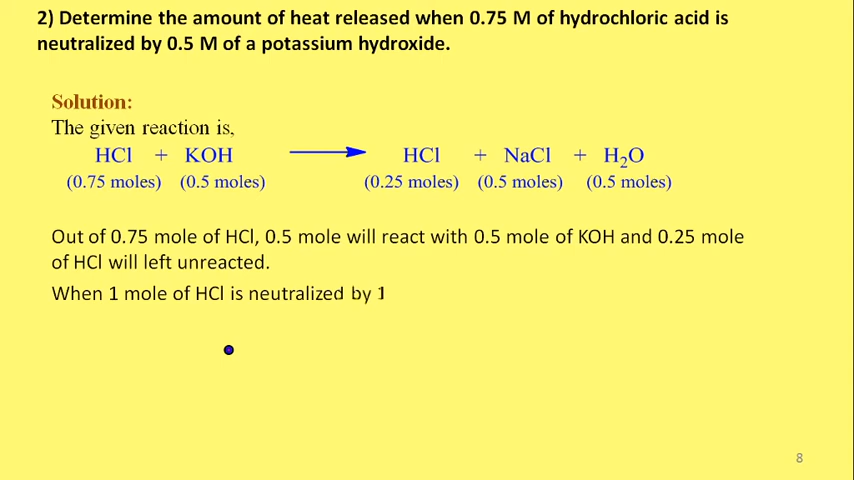 2) Determine the amount of heat released when 0.75 M of hydrochloric acid is
neutralized by 0.5 M of a potassium hydroxide.
Solution:
The given reaction is,
HCl + KOH ⟶ HCl + NaCl + H₂O
(0.75 moles) (0.5 moles) (0.25 moles) (0.5 moles) (0.5 moles)
Out of 0.75 mole of HCl, 0.5 mole will react with 0.5 mole of KOH and 0.25 mole
of HCl will left unreacted.
When 1 mole of HCl is neutralized by 1
8